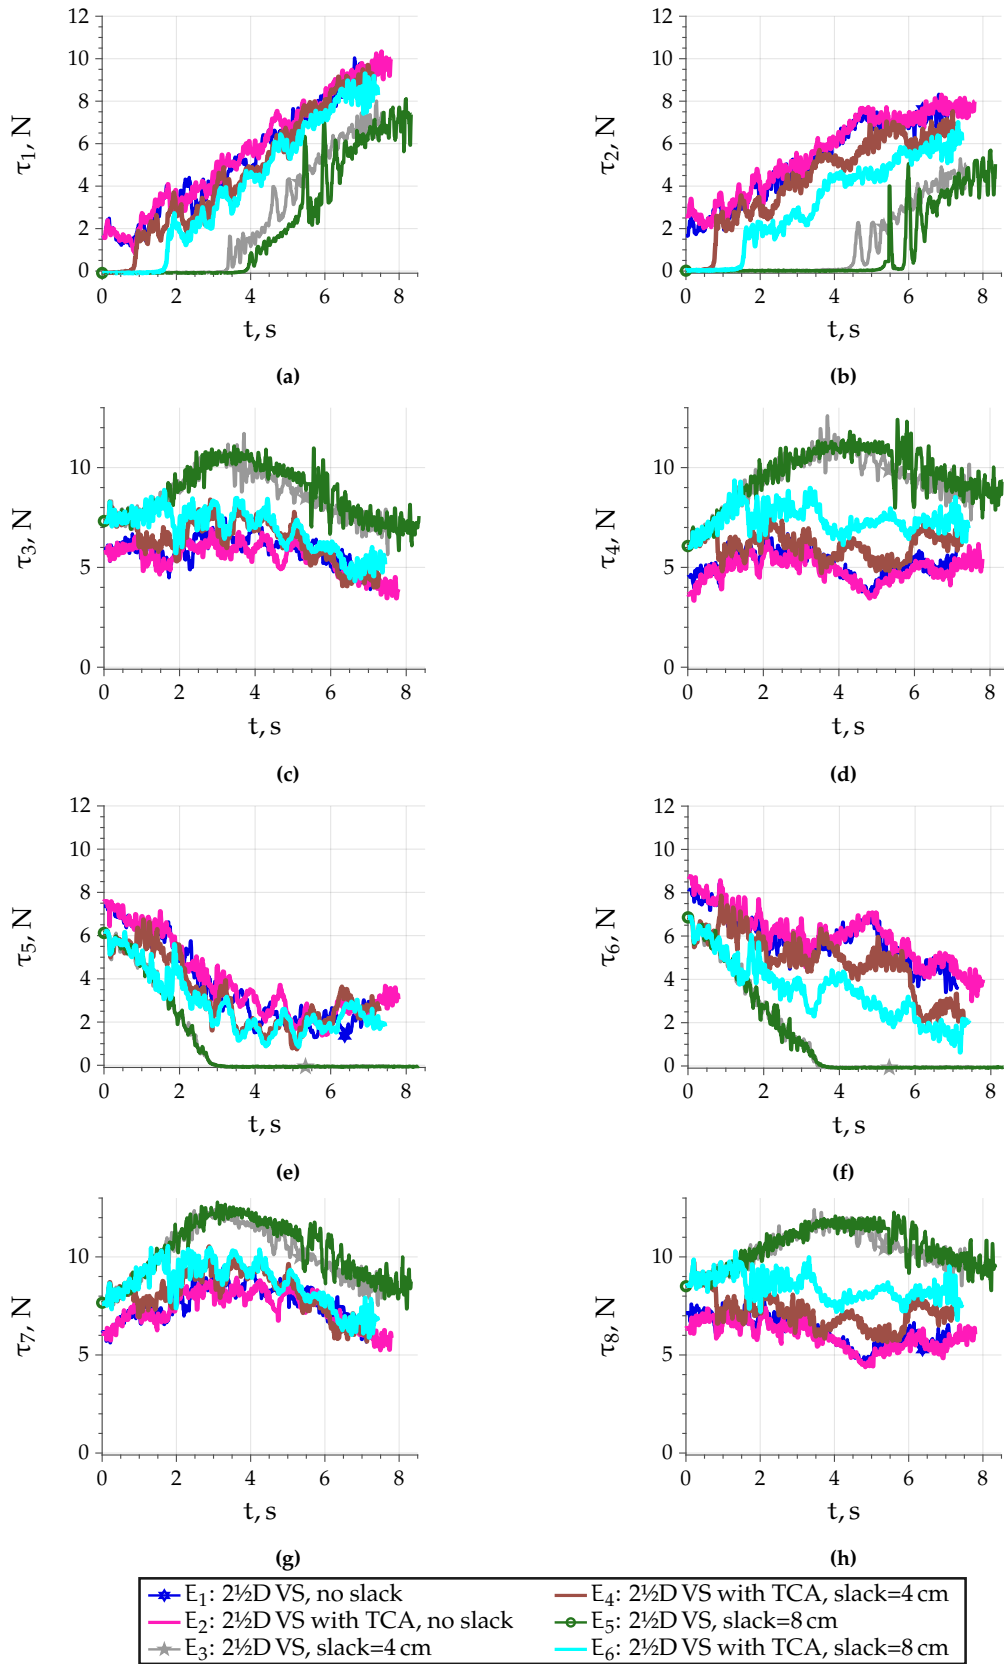 12
10
8
6
4
2
0
τ1, N
0 2 4 6 8
t, s
(a)
12
10
8
6
4
2
0
τ2, N
0 2 4 6 8
t, s
(b)
10
5
0
τ3, N
0 2 4 6 8
t, s
(c)
10
5
0
τ4, N
0 2 4 6 8
t, s
(d)
12
10
8
6
4
2
0
τ5, N
0 2 4 6 8
t, s
(e)
12
10
8
6
4
2
0
τ6, N
0 2 4 6 8
t, s
(f)
10
5
0
τ7, N
0 2 4 6 8
t, s
(g)
10
5
0
τ8, N
0 2 4 6 8
t, s
(h)
E1: 2½D VS, no slack
E2: 2½D VS with TCA, no slack
E3: 2½D VS, slack=4 cm
E4: 2½D VS with TCA, slack=4 cm
E5: 2½D VS, slack=8 cm
E6: 2½D VS with TCA, slack=8 cm